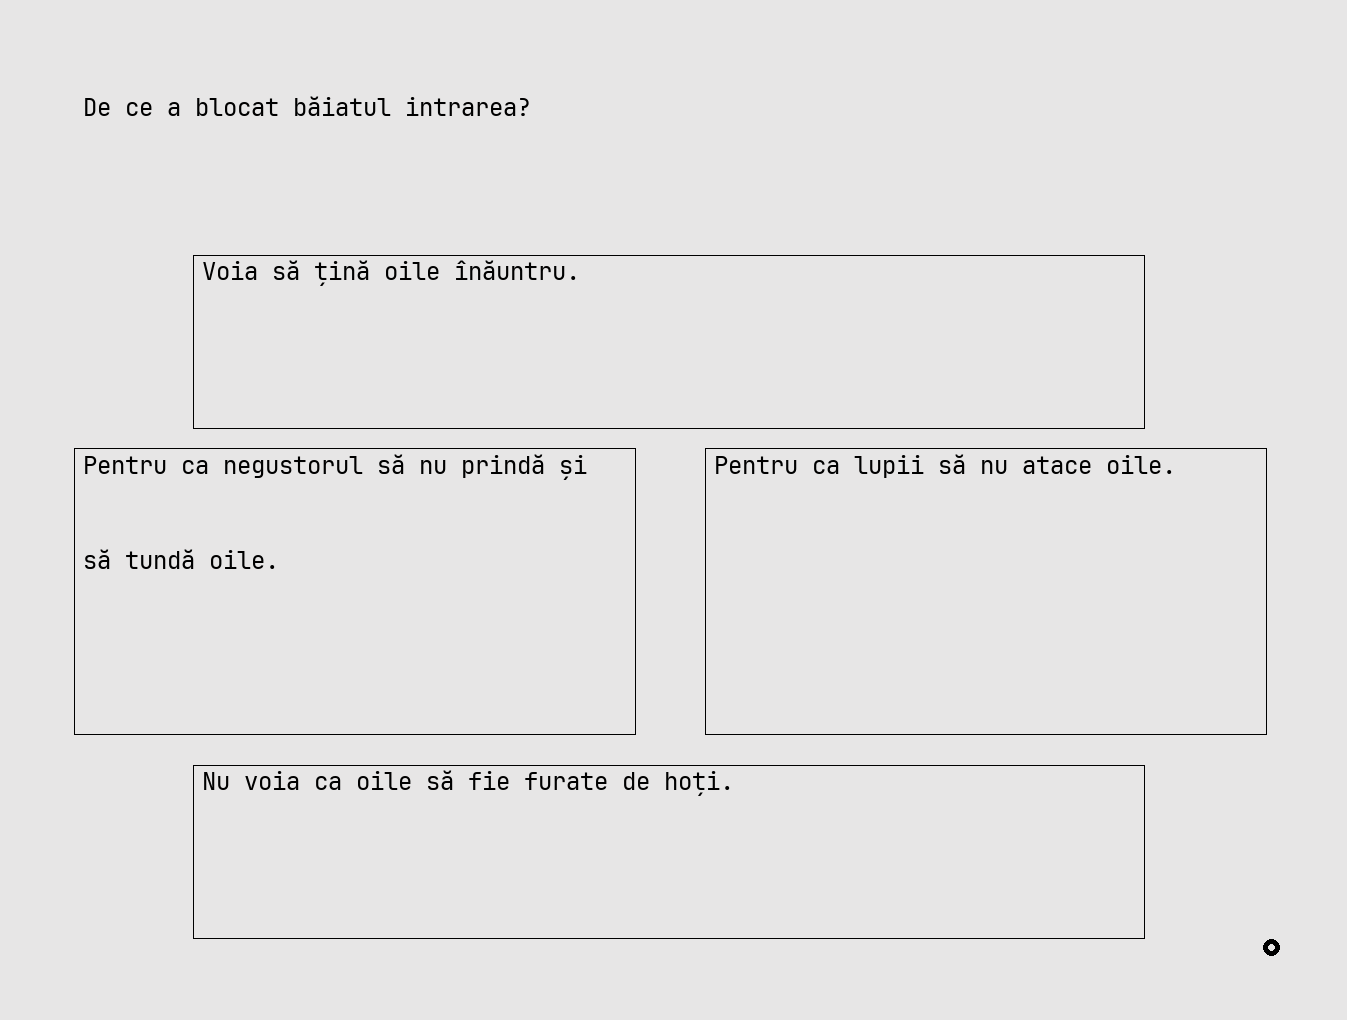 De ce a blocat băiatul intrarea?
Voia să țină oile înăuntru.
Pentru ca negustorul să nu prindă și
să tundă oile.
Pentru ca lupii să nu atace oile.
Nu voia ca oile să fie furate de hoți.